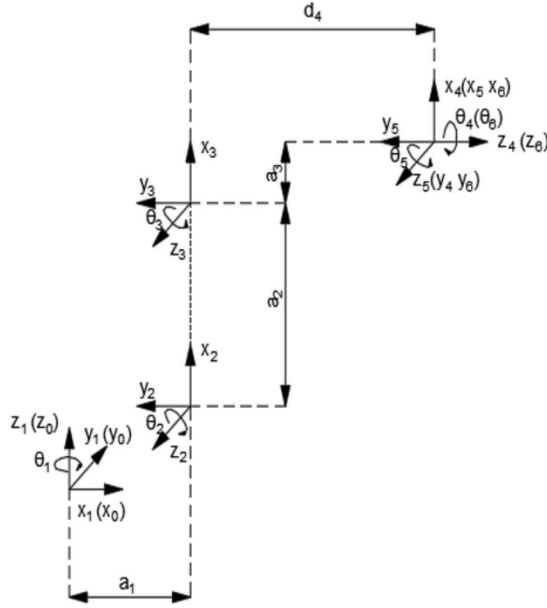 d₄
x₄(x₅ x₆)
θ₄(θ₆)
y₅
z₄(z₆)
θ₅
z₅(y₄ y₆)
x₃
a₃
y₃
θ₃
z₃
a₂
x₂
y₂
θ₂
z₂
z₁(z₀)
y₁(y₀)
θ₁
x₁(x₀)
a₁